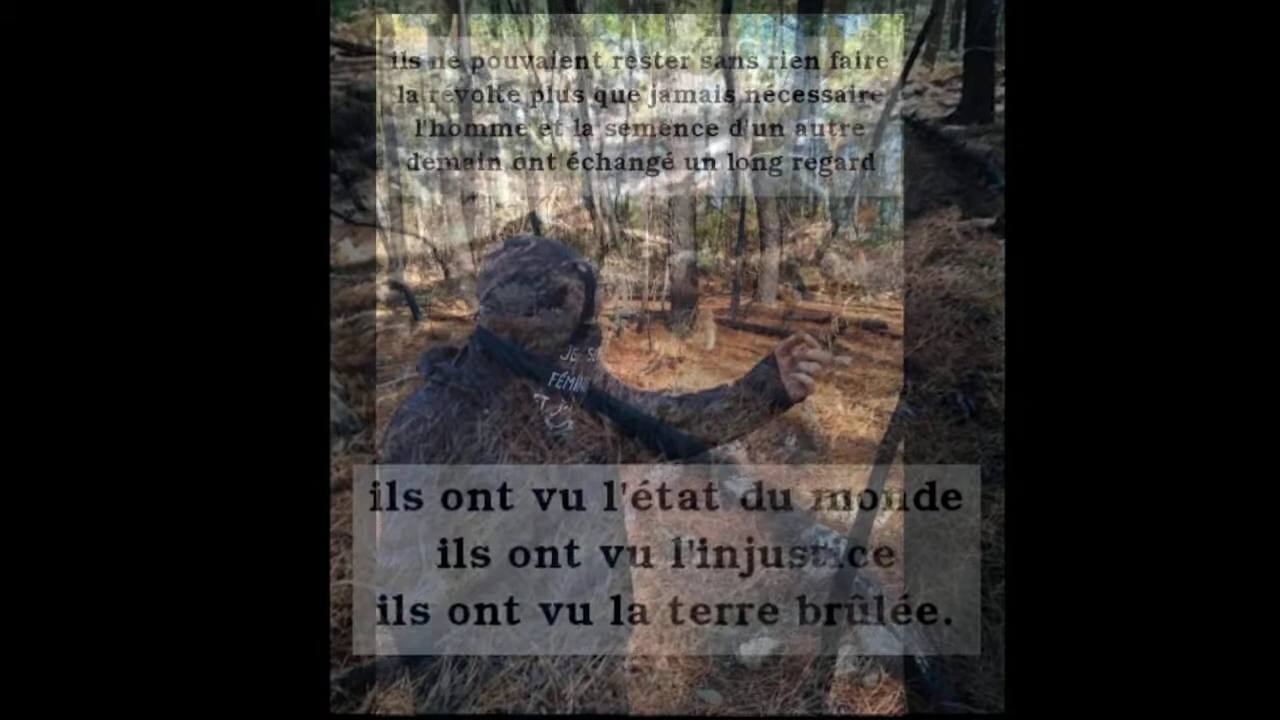 ils ne pouvaient rester sans rien faire
la révolte plus que jamais nécessaire
l'homme et la semence d'un autre
demain ont échangé un long regard
JE
FÉMI
ils ont vu l'état du monde
ils ont vu l'injustice
ils ont vu la terre brûlée.